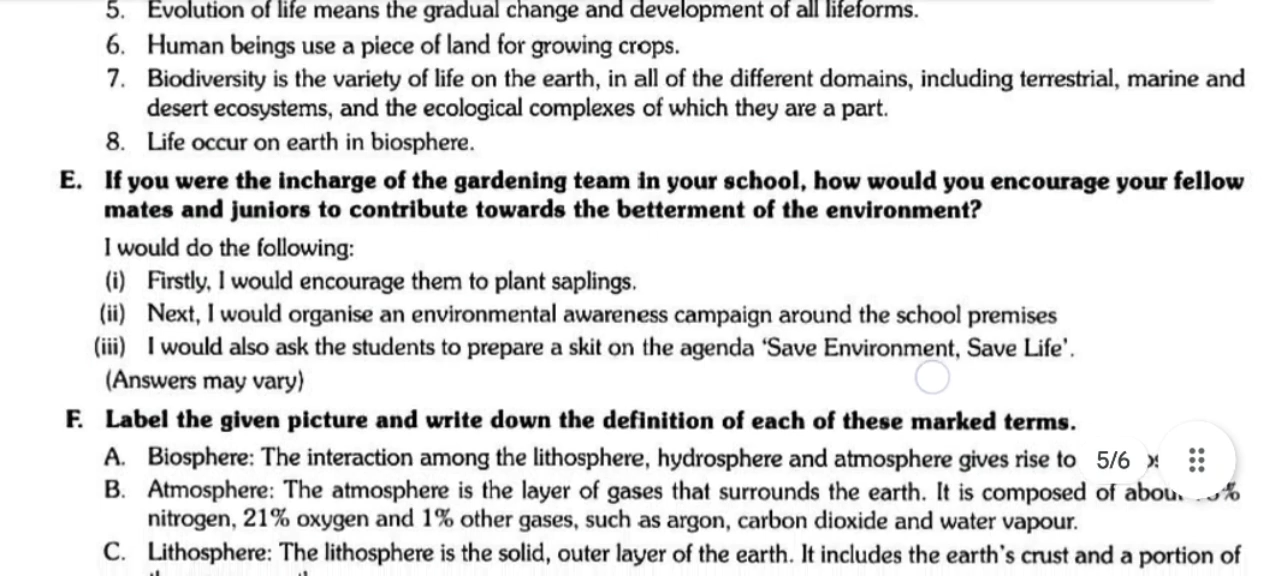 5. Evolution of life means the gradual change and development of all lifeforms.
6. Human beings use a piece of land for growing crops.
7. Biodiversity is the variety of life on the earth, in all of the different domains, including terrestrial, marine and
desert ecosystems, and the ecological complexes of which they are a part.
8. Life occur on earth in biosphere.
E. If you were the incharge of the gardening team in your school, how would you encourage your fellow
mates and juniors to contribute towards the betterment of the environment?
I would do the following:
(i) Firstly, I would encourage them to plant saplings.
(ii) Next, I would organise an environmental awareness campaign around the school premises
(iii) I would also ask the students to prepare a skit on the agenda ‘Save Environment, Save Life’.
(Answers may vary)
F. Label the given picture and write down the definition of each of these marked terms.
A. Biosphere: The interaction among the lithosphere, hydrosphere and atmosphere gives rise to 5/6
B. Atmosphere: The atmosphere is the layer of gases that surrounds the earth. It is composed of
nitrogen, 21% oxygen and 1% other gases, such as argon, carbon dioxide and water vapour.
C. Lithosphere: The lithosphere is the solid, outer layer of the earth. It includes the earth's crust and a portion of